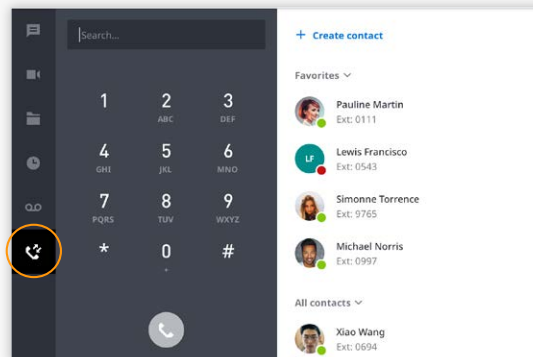 Search...
1
2
ABC
3
DEF
4
GHI
5
JKL
6
MNO
7
PQRS
8
TUV
9
WXYZ
*
0
+
#
+ Create contact
Favorites
Pauline Martin
Ext: 0111
LF
Lewis Francisco
Ext: 0543
Simonne Torrence
Ext: 9765
Michael Norris
Ext: 0997
All contacts
Xiao Wang
Ext: 0694